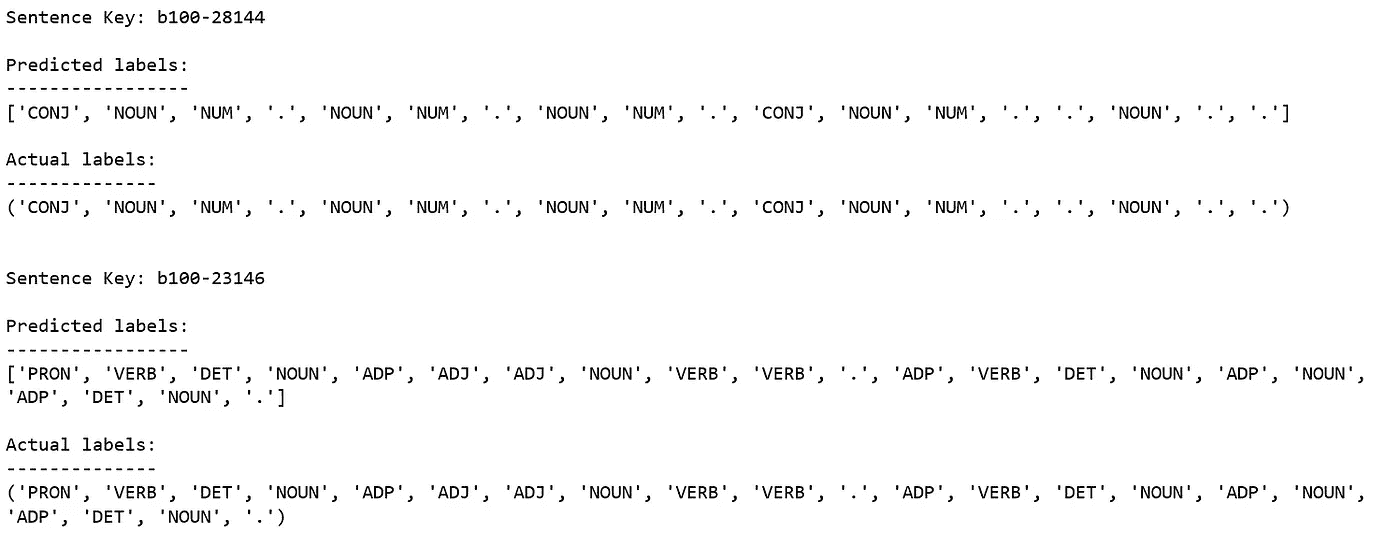 Sentence Key: b100-28144
Predicted labels:
-----------------
['CONJ', 'NOUN', 'NUM', '.', 'NOUN', 'NUM', '.', 'NOUN', 'NUM', '.', 'CONJ', 'NOUN', 'NUM', '.', '.', 'NOUN', '.', '.']
Actual labels:
--------------
('CONJ', 'NOUN', 'NUM', '.', 'NOUN', 'NUM', '.', 'NOUN', 'NUM', '.', 'CONJ', 'NOUN', 'NUM', '.', '.', 'NOUN', '.', '.')
Sentence Key: b100-23146
Predicted labels:
-----------------
['PRON', 'VERB', 'DET', 'NOUN', 'ADP', 'ADJ', 'ADJ', 'NOUN', 'VERB', 'VERB', '.', 'ADP', 'VERB', 'DET', 'NOUN', 'ADP', 'NOUN',
'ADP', 'DET', 'NOUN', '.']
Actual labels:
--------------
('PRON', 'VERB', 'DET', 'NOUN', 'ADP', 'ADJ', 'ADJ', 'NOUN', 'VERB', 'VERB', '.', 'ADP', 'VERB', 'DET', 'NOUN', 'ADP', 'NOUN',
'ADP', 'DET', 'NOUN', '.')